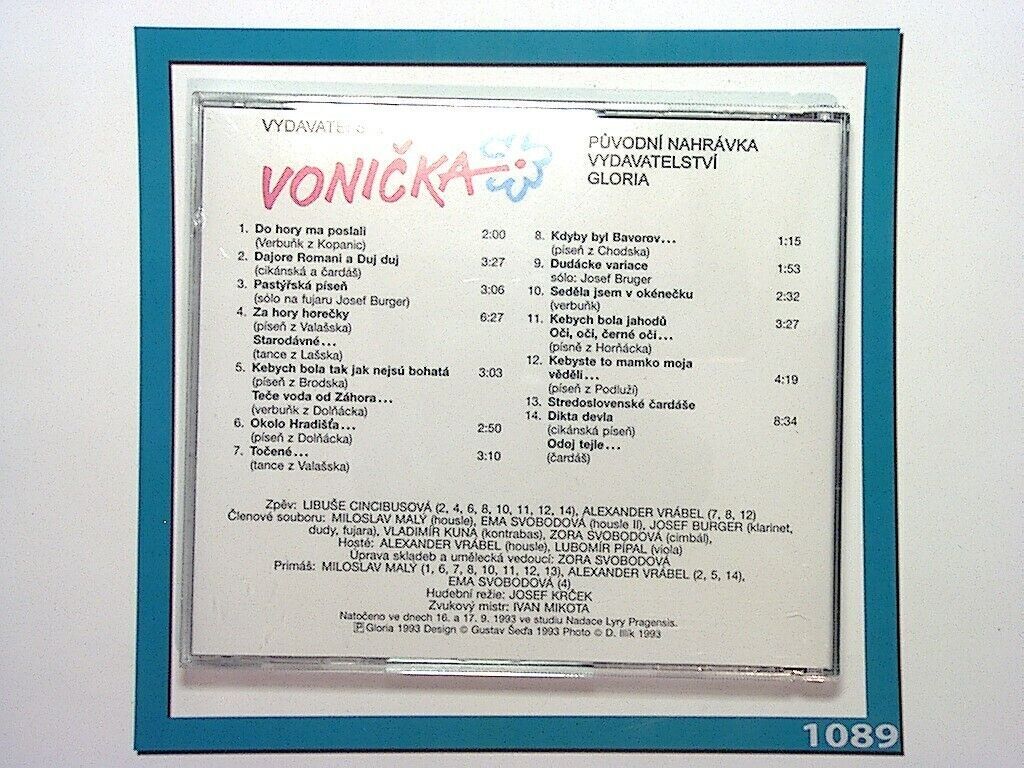 VYDAVATELSTVÍ
VONIČKA
PŮVODNÍ NAHRÁVKA
VYDAVATELSTVÍ
GLORIA
1. Do hory ma poslali 2:00
(Verbuňk z Kopanic)
2. Dajore Romani a Duj duj 3:27
(cikánská a čardáš)
3. Pastýřská píseň 3:06
(sólo na fujaru Josef Burger)
4. Za hory horečky 6:27
(píseň z Valašska)
Starodávné...
(tance z Lašska)
5. Kebych bola tak jak nejsú bohatá 3:03
(píseň z Brodska)
Teče voda od Záhora...
(verbuňk z Dolňácka)
6. Okolo Hradišťa... 2:50
(píseň z Dolňácka)
7. Točené... 3:10
(tance z Valašska)
8. Kdyby byl Bavorov... 1:15
(píseň z Chodska)
9. Dudácke variace 1:53
sólo: Josef Bruger
10. Seděla jsem v okénečku 2:32
(verbuňk)
11. Kebych bola jahodů 3:27
Oči, oči, černé oči...
(písně z Horňácka)
12. Kebyste to mamko moja
věděli... 4:19
(píseň z Podluží)
13. Stredoslovenské čardáše
14. Dikta devla 8:34
(cikánská píseň)
Odoj tejle...
(čardáš)
Zpěv: LIBUŠE CINCIBUSOVÁ (2, 4, 6, 8, 10, 11, 12, 14), ALEXANDER VRÁBEL (7, 8, 12)
Členové souboru: MILOSLAV MALÝ (housle), EMA SVOBODOVÁ (housle II), JOSEF BURGER (klarinet,
dudy, fujara), VLADIMÍR KUNA (kontrabas), ZORA SVOBODOVÁ (cimbál),
Hosté: ALEXANDER VRÁBEL (housle), LUBOMÍR PÍPAL (viola)
Úprava skladeb a umělecká vedoucí: ZORA SVOBODOVÁ
Primáš: MILOSLAV MALÝ (1, 6, 7, 8, 10, 11, 12, 13), ALEXANDER VRÁBEL (2, 5, 14),
EMA SVOBODOVÁ (4)
Hudební režie: JOSEF KRČEK
Zvukový mistr: IVAN MIKOTA
Natočeno ve dnech 16. a 17. 9. 1993 ve studiu Nadace Lyry Pragensis.
Ⓟ Gloria 1993 Design © Gustav Šeďa 1993 Photo © D. Illík 1993
1089